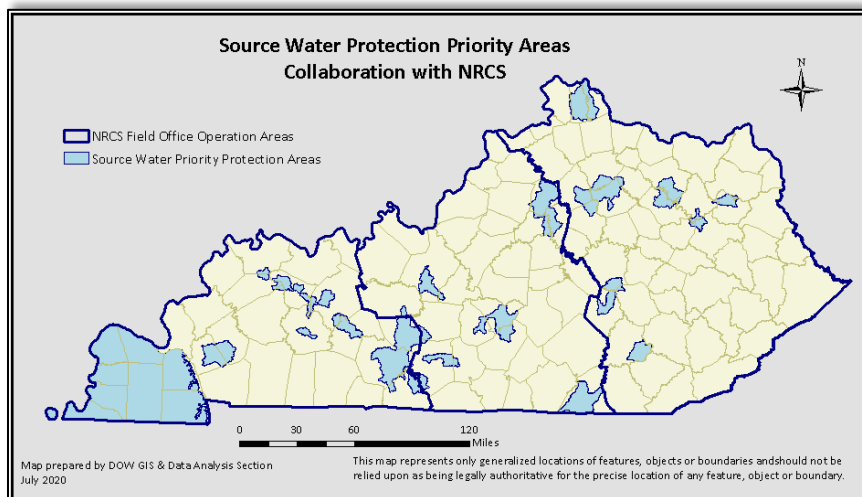 Source Water Protection Priority Areas
Collaboration with NRCS
N
NRCS Field Office Operation Areas
Source Water Priority Protection Areas
0 30 60 120
Miles
Map prepared by DOW GIS & Data Analysis Section
July 2020
This map represents only generalized locations of features, objects or boundaries andshould not be
relied upon as being legally authoritative for the precise location of any feature, object or boundary.